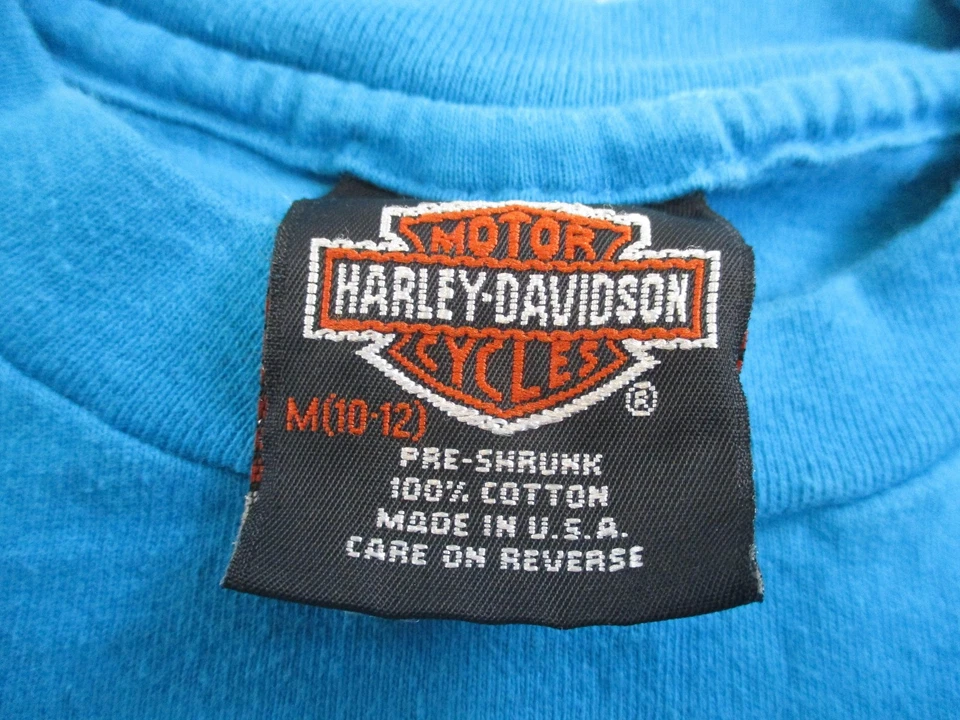 MOTOR
HARLEY-DAVIDSON
CYCLES
®
M(10-12)
PRE-SHRUNK
100% COTTON
MADE IN U.S.A.
CARE ON REVERSE